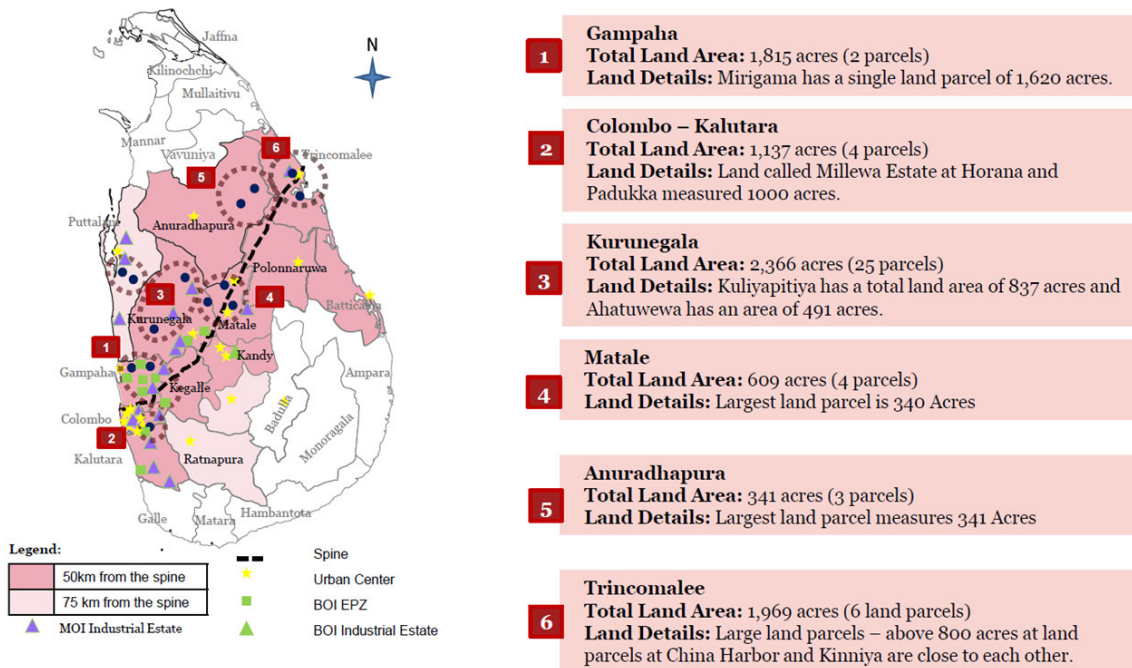 Jaffna
N
Kilinochchi
Mullaitivu
Mannar
Vavuniya
6
Trincomalee
5
Puttalam
Anuradhapura
Polonnaruwa
3
4
Batticaloa
Kurunegala
Matale
1
Kandy
Gampaha
Kegalle
Ampara
Badulla
Colombo
Monoragala
2
Kalutara
Ratnapura
Hambantota
Galle
Matara
Legend:
50km from the spine
75 km from the spine
MOI Industrial Estate
Spine
Urban Center
BOI EPZ
BOI Industrial Estate
1
Gampaha
Total Land Area: 1,815 acres (2 parcels)
Land Details: Mirigama has a single land parcel of 1,620 acres.
2
Colombo – Kalutara
Total Land Area: 1,137 acres (4 parcels)
Land Details: Land called Millewa Estate at Horana and
Padukka measured 1000 acres.
3
Kurunegala
Total Land Area: 2,366 acres (25 parcels)
Land Details: Kuliyapitiya has a total land area of 837 acres and
Ahatuwewa has an area of 491 acres.
4
Matale
Total Land Area: 609 acres (4 parcels)
Land Details: Largest land parcel is 340 Acres
5
Anuradhapura
Total Land Area: 341 acres (3 parcels)
Land Details: Largest land parcel measures 341 Acres
6
Trincomalee
Total Land Area: 1,969 acres (6 land parcels)
Land Details: Large land parcels – above 800 acres at land
parcels at China Harbor and Kinniya are close to each other.